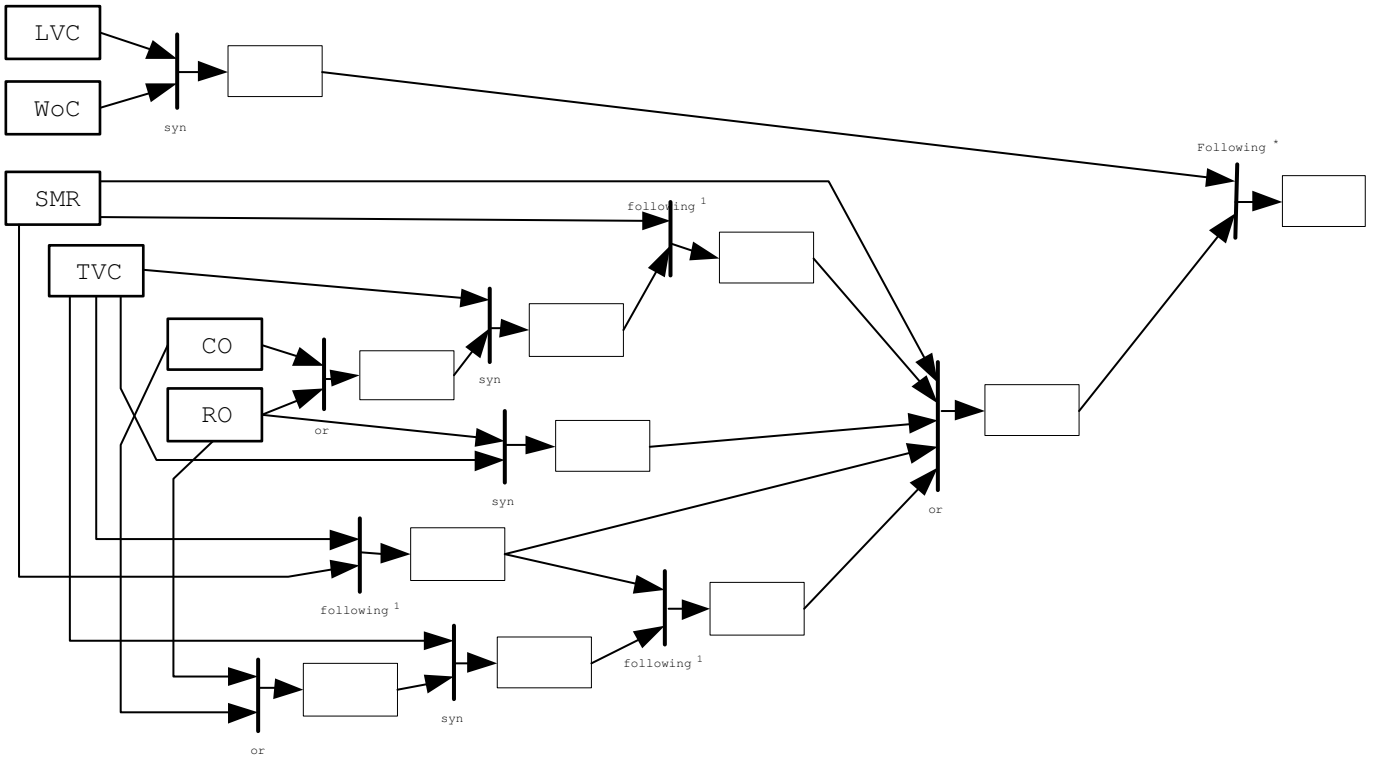 LVC
WoC
syn
Following *
SMR
following 1
TVC
CO
syn
RO
or
syn
or
following 1
following 1
syn
or